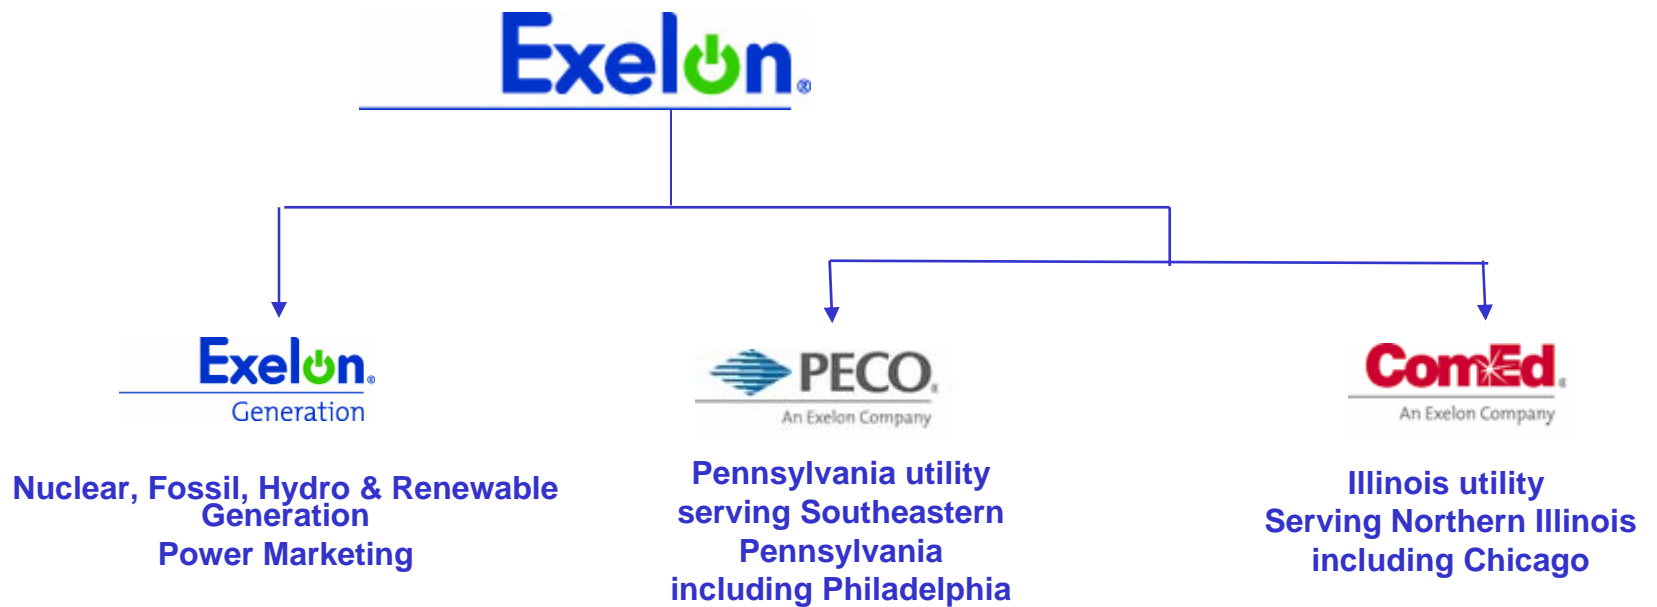 Exelon®
Exelon®
Generation
PECO®
An Exelon Company
ComEd®
An Exelon Company
Nuclear, Fossil, Hydro & Renewable
Generation
Power Marketing
Pennsylvania utility
serving Southeastern
Pennsylvania
including Philadelphia
Illinois utility
Serving Northern Illinois
including Chicago